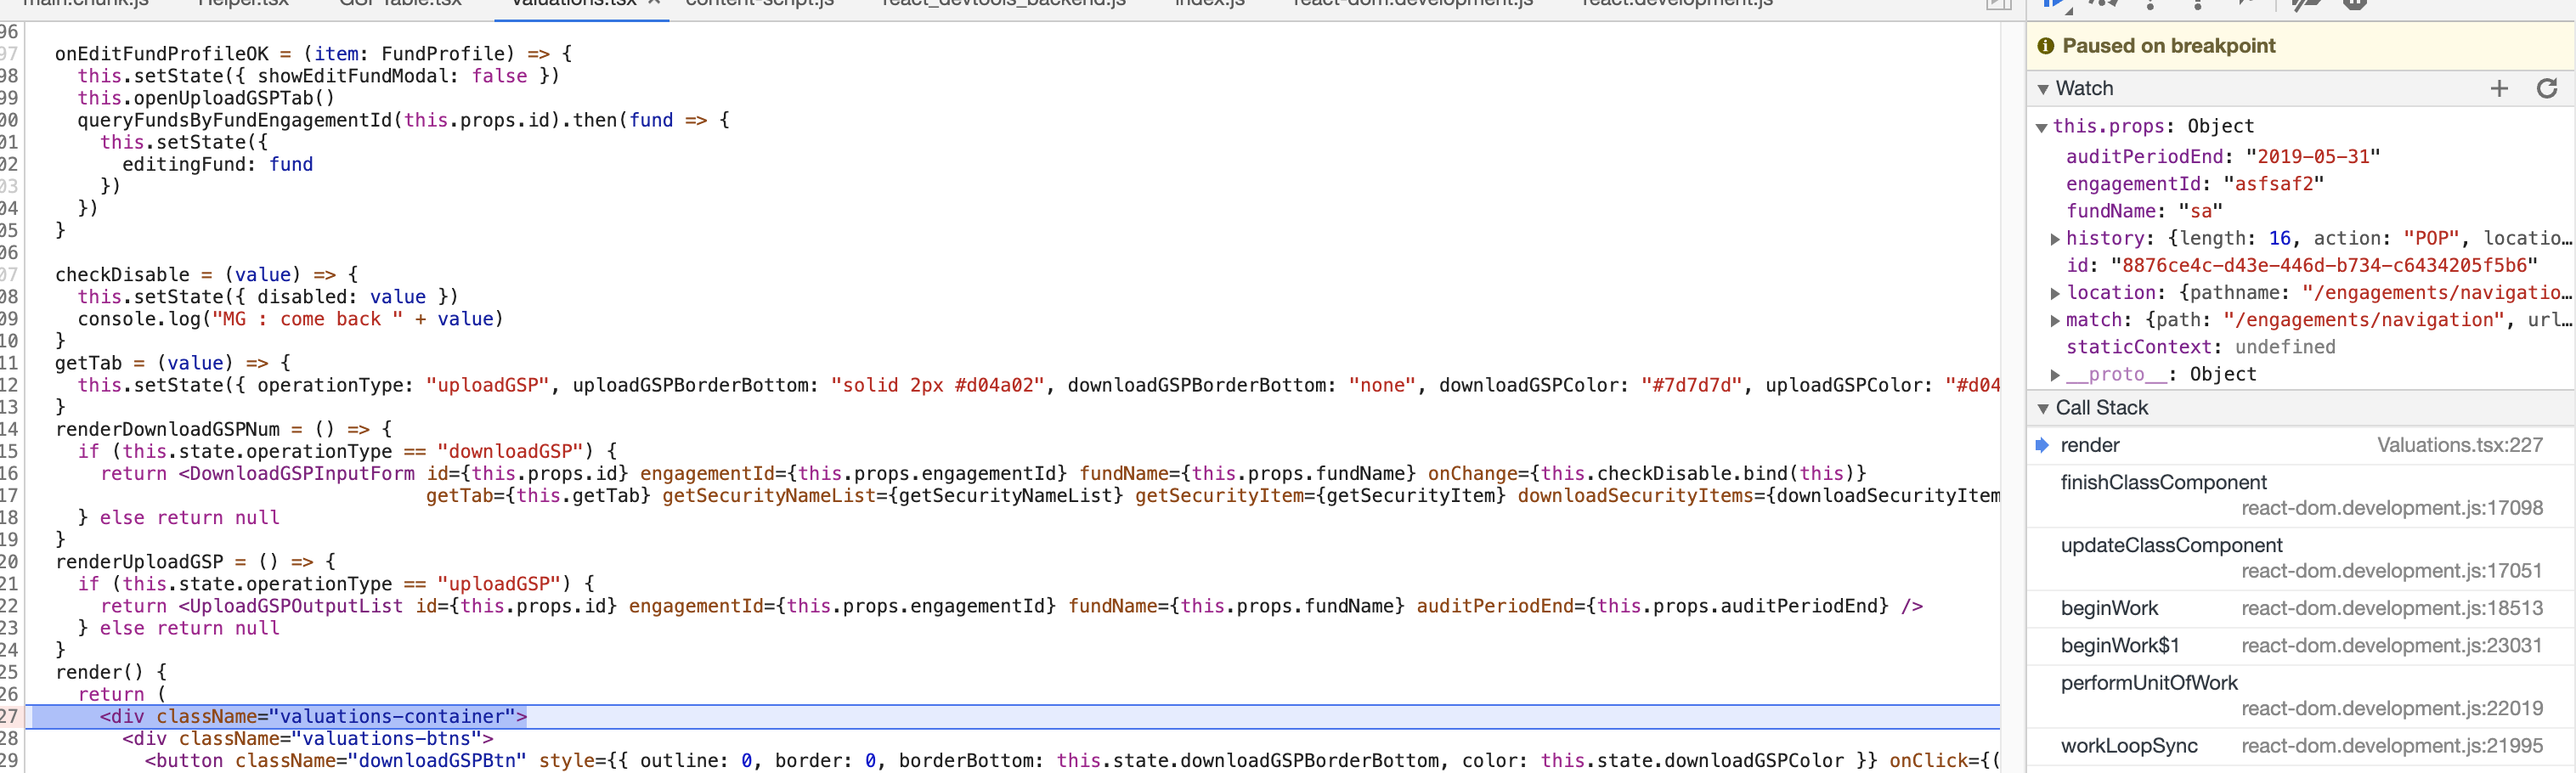 main.chunk.js Helper.tsx GSPTable.tsx Valuations.tsx × content-script.js react_devtools_backend.js index.js react-dom.development.js react.development.js
96
97 onEditFundProfileOK = (item: FundProfile) => {
98 this.setState({ showEditFundModal: false })
99 this.openUploadGSPTab()
00 queryFundsByFundEngagementId(this.props.id).then(fund => {
01 this.setState({
02 editingFund: fund
03 })
04 })
05 }
06
07 checkDisable = (value) => {
08 this.setState({ disabled: value })
09 console.log("MG : come back " + value)
10 }
11 getTab = (value) => {
12 this.setState({ operationType: "uploadGSP", uploadGSPBorderBottom: "solid 2px #d04a02", downloadGSPBorderBottom: "none", downloadGSPColor: "#7d7d7d", uploadGSPColor: "#d04
13 }
14 renderDownloadGSPNum = () => {
15 if (this.state.operationType == "downloadGSP") {
16 return <DownloadGSPInputForm id={this.props.id} engagementId={this.props.engagementId} fundName={this.props.fundName} onChange={this.checkDisable.bind(this)}
17 getTab={this.getTab} getSecurityNameList={getSecurityNameList} getSecurityItem={getSecurityItem} downloadSecurityItems={downloadSecurityItem
18 } else return null
19 }
20 renderUploadGSP = () => {
21 if (this.state.operationType == "uploadGSP") {
22 return <UploadGSPOutputList id={this.props.id} engagementId={this.props.engagementId} fundName={this.props.fundName} auditPeriodEnd={this.props.auditPeriodEnd} />
23 } else return null
24 }
25 render() {
26 return (
27 <div className="valuations-container">
28 <div className="valuations-btns">
29 <button className="downloadGSPBtn" style={{ outline: 0, border: 0, borderBottom: this.state.downloadGSPBorderBottom, color: this.state.downloadGSPColor }} onClick={(
Paused on breakpoint
Watch
this.props: Object
auditPeriodEnd: "2019-05-31"
engagementId: "asfsaf2"
fundName: "sa"
history: {length: 16, action: "POP", locatio…
id: "8876ce4c-d43e-446d-b734-c6434205f5b6"
location: {pathname: "/engagements/navigatio…
match: {path: "/engagements/navigation", url…
staticContext: undefined
__proto__: Object
Call Stack
render Valuations.tsx:227
finishClassComponent
react-dom.development.js:17098
updateClassComponent
react-dom.development.js:17051
beginWork react-dom.development.js:18513
beginWork$1 react-dom.development.js:23031
performUnitOfWork
react-dom.development.js:22019
workLoopSync react-dom.development.js:21995